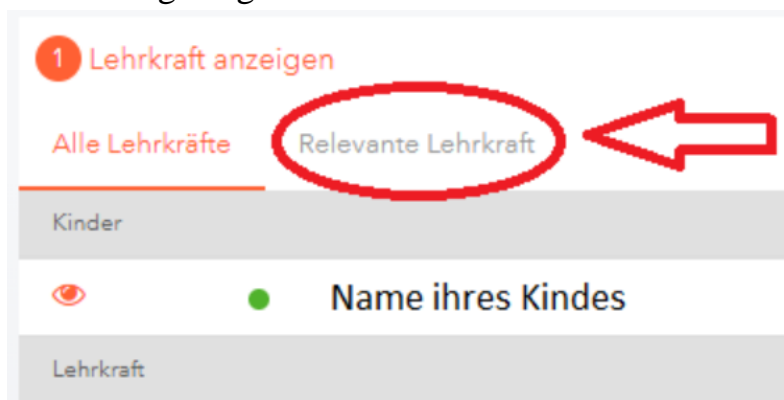 1 Lehrkraft anzeigen
Alle Lehrkräfte Relevante Lehrkraft
Kinder
Name ihres Kindes
Lehrkraft